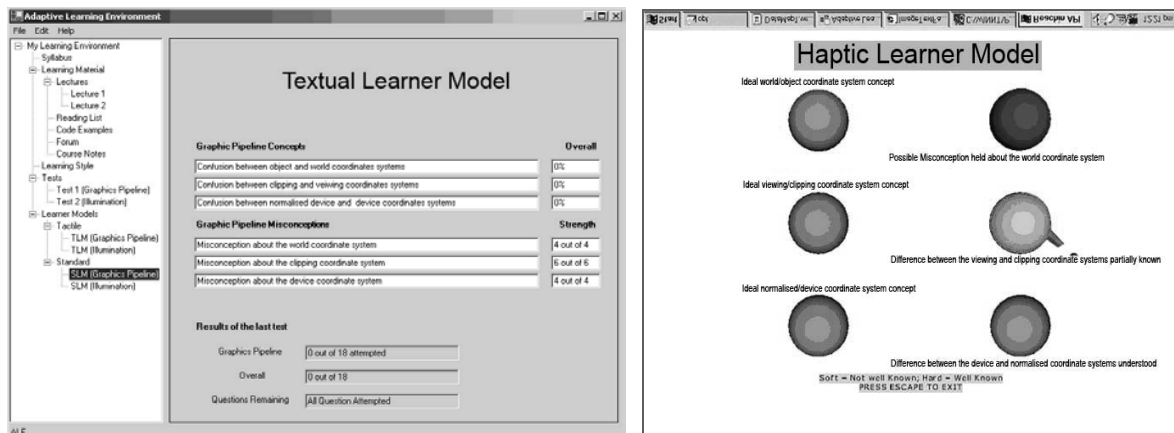 Adaptive Learning Environment
File Edit Help
My Learning Environment
Syllabus
Learning Material
Lectures
Lecture 1
Lecture 2
Reading List
Code Examples
Forum
Course Notes
Learning Style
Tests
Test 1 (Graphics Pipeline)
Test 2 (Illumination)
Learner Models
Tactile
TLM (Graphics Pipeline)
TLM (Illumination)
Standard
SLM (Graphics Pipeline)
SLM (Illumination)
Textual Learner Model
Graphic Pipeline Concepts Overall
Confusion between object and world coordinates systems 0%
Confusion between clipping and veiwing coordinates systems 0%
Confusion between normalised device and device coordinates systems 0%
Graphic Pipeline Misconceptions Strength
Misconception about the world coordinate system 4 out of 4
Misconception about the clipping coordinate system 6 out of 6
Misconception about the device coordinate system 4 out of 4
Results of the last test
Graphics Pipeline 0 out of 18 attempted
Overall 0 out of 18
Questions Remaining All Question Attempted
Start Adaptive Lea... Reachin API
Haptic Learner Model
Ideal world/object coordinate system concept
Possible Misconception held about the world coordinate system
Ideal viewing/clipping coordinate system concept
Difference between the viewing and clipping coordinate systems partially known
Ideal normalised/device coordinate system concept
Difference between the device and normalised coordinate systems understood
Soft = Not well Known; Hard = Well Known
PRESS ESCAPE TO EXIT